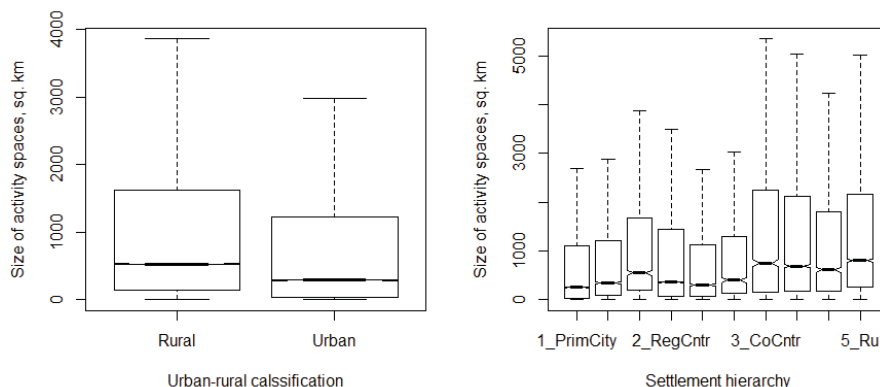 Size of activity spaces, sq. km
4000
3000
2000
1000
0
Rural
Urban
Urban-rural calssification
Size of activity spaces, sq. km
5000
3000
1000
0
1_PrimCity
2_RegCntr
3_CoCntr
5_Ru
Settlement hierarchy